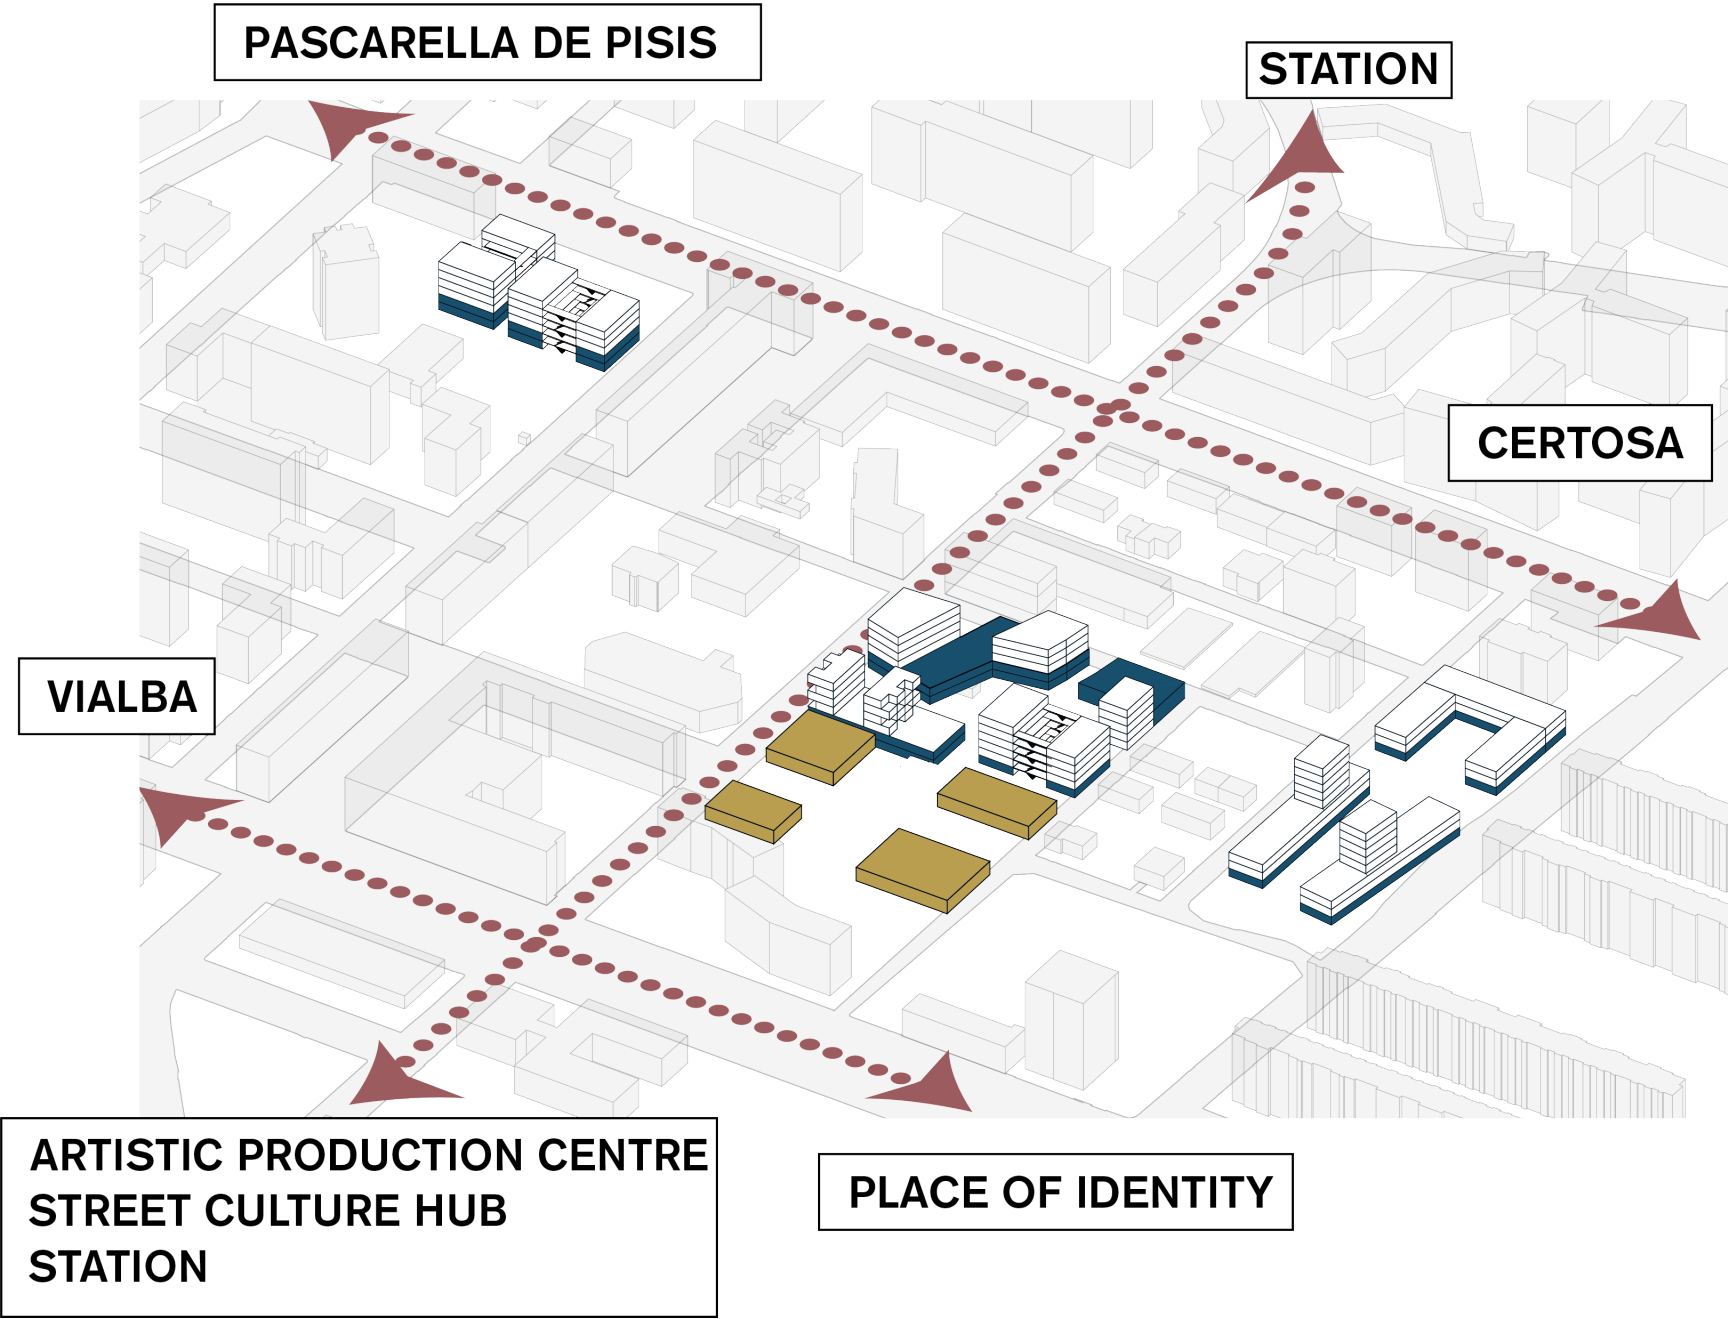 PASCARELLA DE PISIS
STATION
CERTOSA
VIALBA
ARTISTIC PRODUCTION CENTRE
STREET CULTURE HUB
STATION
PLACE OF IDENTITY